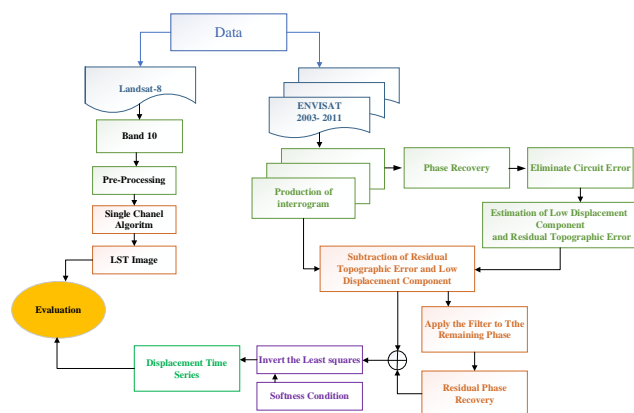 Data
Landsat-8
ENVISAT
2003- 2011
Band 10
Pre-Processing
Single Chanel
Algoritm
LST Image
Evaluation
Production of
interrogram
Phase Recovery
Eliminate Circuit Error
Estimation of Low Displacement
Component
and Residual Topographic Error
Subtraction of Residual
Topographic Error and Low
Displacement Component
Apply the Filter to Tthe
Remaining Phase
Residual Phase
Recovery
Invert the Least squares
Softness Condition
Displacement Time
Series